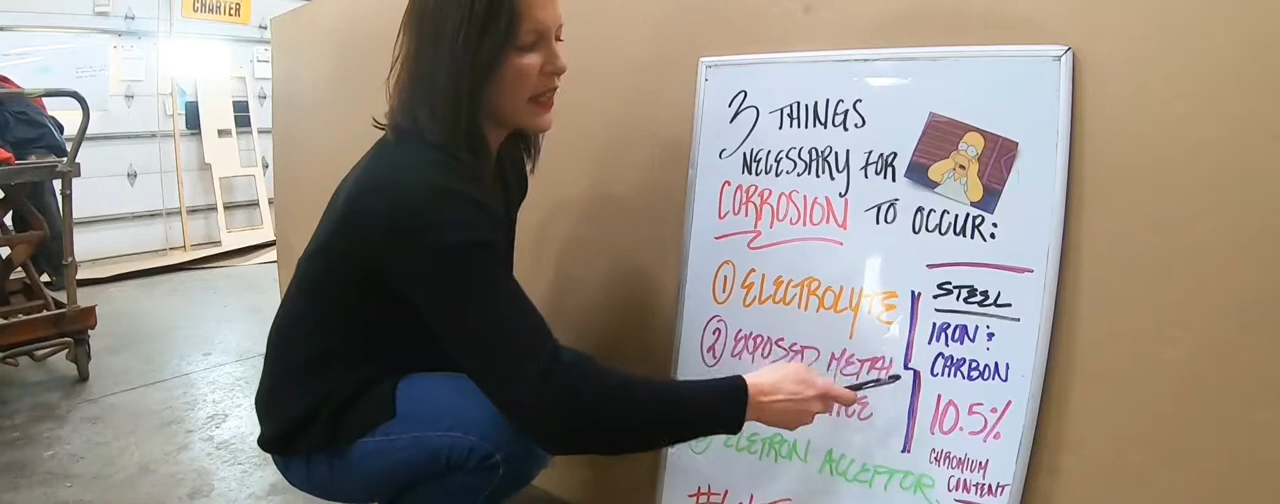 CHARTER
3 THINGS
NECESSARY FOR
CORROSION TO OCCUR:
① ELECTROLYTE
② EXPOSED METAL
ELETRON ACCEPTOR
STEEL
IRON &
CARBON
10.5%
CHROMIUM
CONTENT